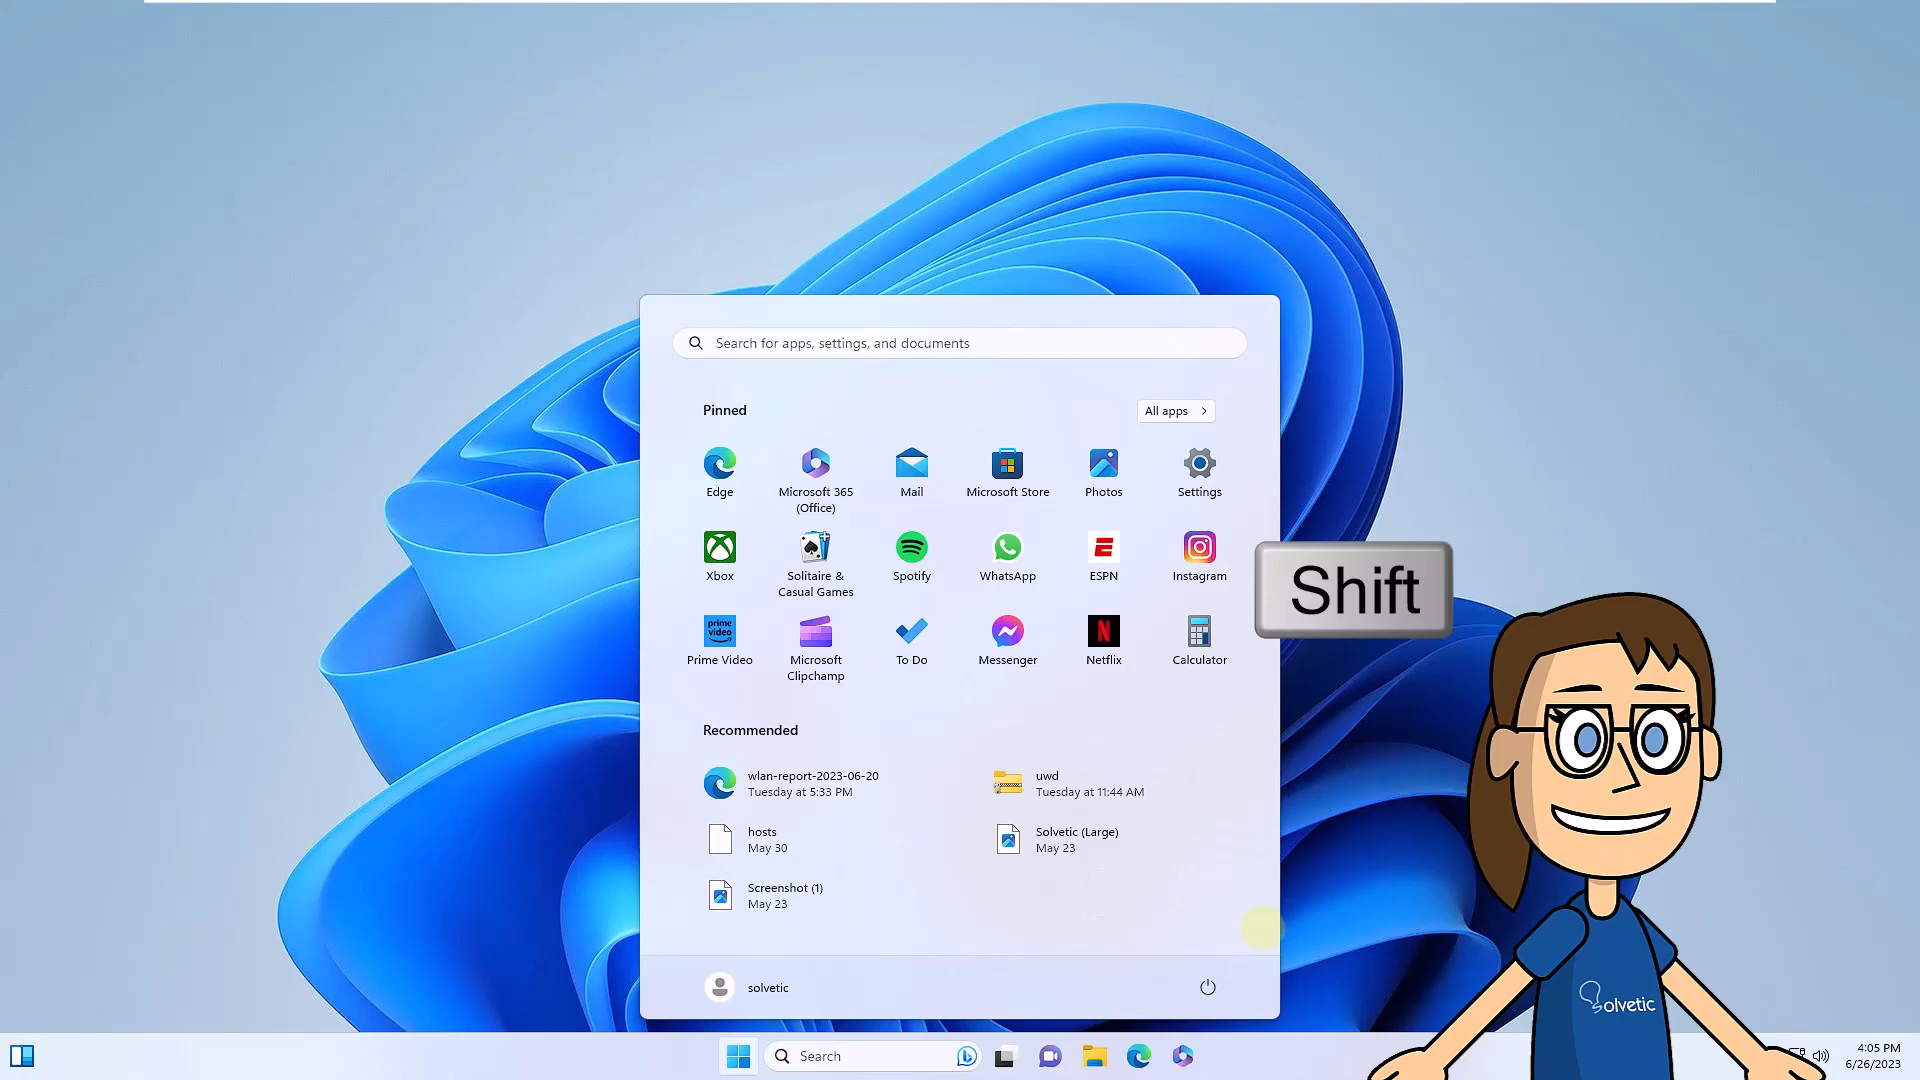 Search for apps, settings, and documents
Pinned
All apps
Edge
Microsoft 365
(Office)
Mail
Microsoft Store
Photos
Settings
Xbox
Solitaire &
Casual Games
Spotify
WhatsApp
ESPN
Instagram
Shift
prime
video
Prime Video
Microsoft
Clipchamp
To Do
Messenger
Netflix
Calculator
Recommended
wlan-report-2023-06-20
Tuesday at 5:33 PM
uwd
Tuesday at 11:44 AM
hosts
May 30
Solvetic (Large)
May 23
Screenshot (1)
May 23
solvetic
Solvetic
Search
4:05 PM
6/26/2023